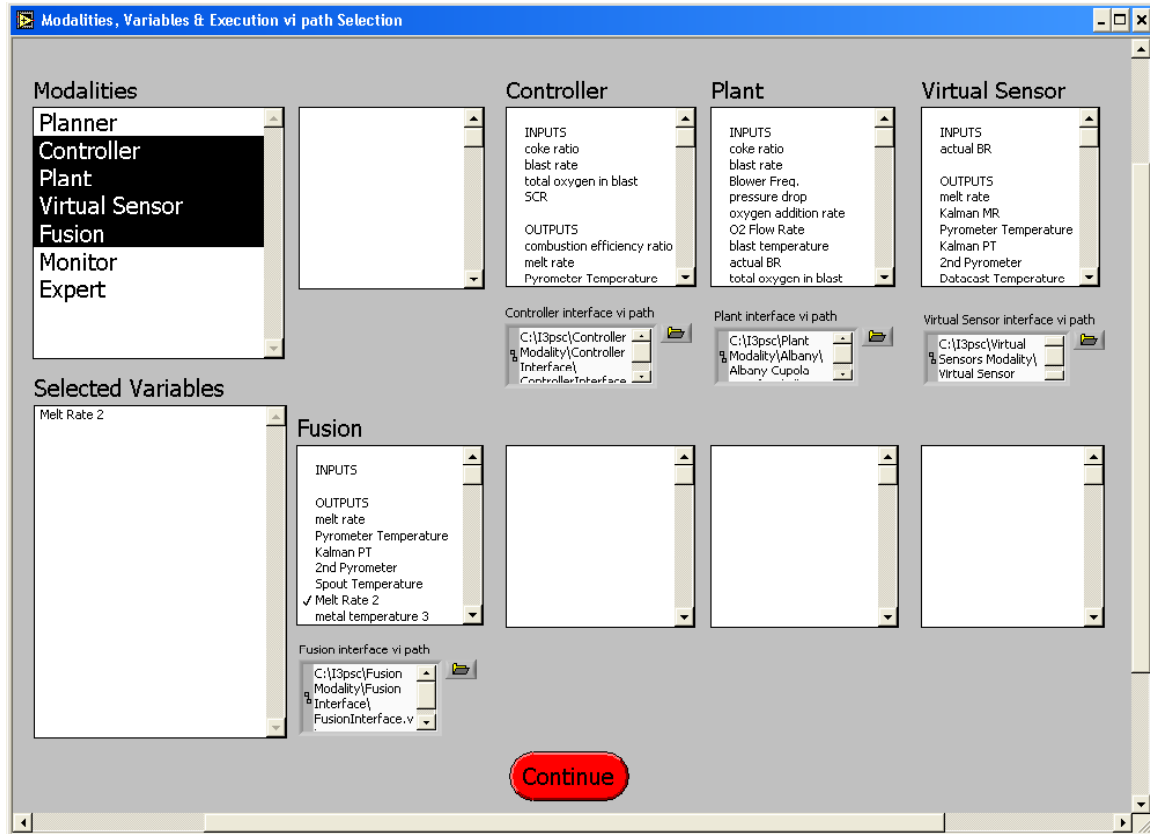 Modalities, Variables & Execution vi path Selection
Modalities
Planner
Controller
Plant
Virtual Sensor
Fusion
Monitor
Expert
Controller
INPUTS
coke ratio
blast rate
total oxygen in blast
SCR
OUTPUTS
combustion efficiency ratio
melt rate
Pyrometer Temperature
Controller interface vi path
C:\I3psc\Controller
Modality\Controller
Interface\
ControllerInterface
Plant
INPUTS
coke ratio
blast rate
Blower Freq.
pressure drop
oxygen addition rate
O2 Flow Rate
blast temperature
actual BR
total oxygen in blast
Plant interface vi path
C:\I3psc\Plant
Modality\Albany\
Albany Cupola
Virtual Sensor
INPUTS
actual BR
OUTPUTS
melt rate
Kalman MR
Pyrometer Temperature
Kalman PT
2nd Pyrometer
Datacast Temperature
Virtual Sensor interface vi path
C:\I3psc\Virtual
Sensors Modality\
Virtual Sensor
Selected Variables
Melt Rate 2
Fusion
INPUTS
OUTPUTS
melt rate
Pyrometer Temperature
Kalman PT
2nd Pyrometer
Spout Temperature
✓ Melt Rate 2
metal temperature 3
Fusion interface vi path
C:\I3psc\Fusion
Modality\Fusion
Interface\
FusionInterface.v
Continue